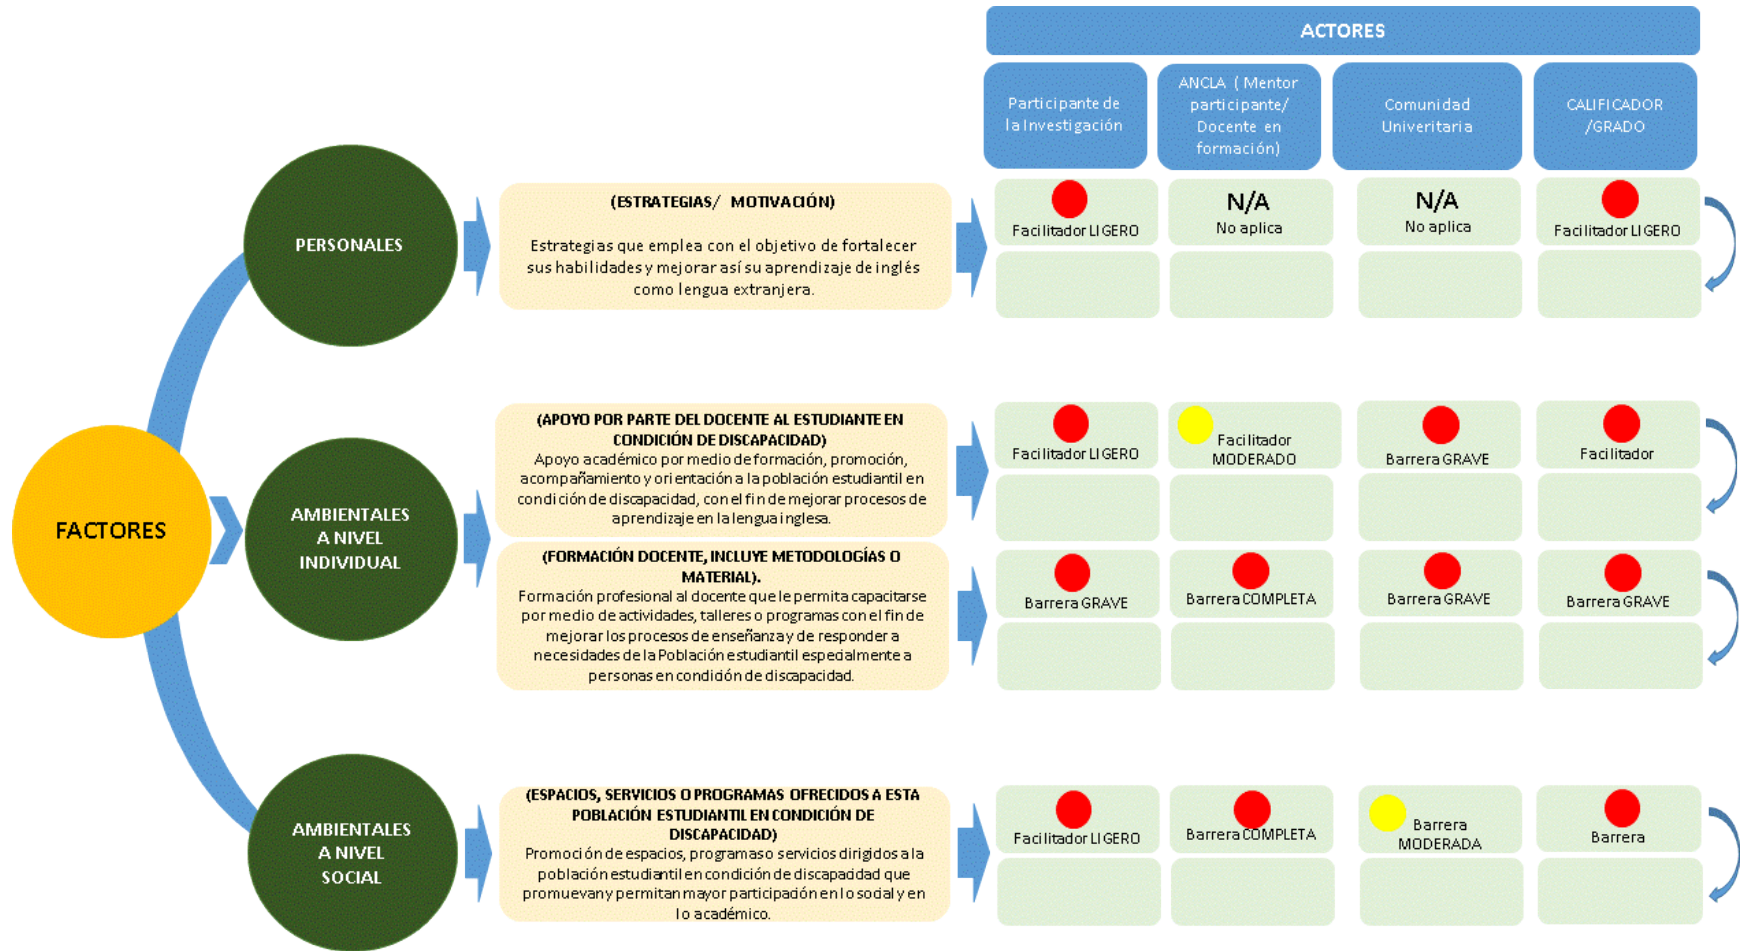 ACTORES
Participante de
la Investigación
ANCLA ( Mentor
participante/
Docente en
formación)
Comunidad
Univeritaria
CALIFICADOR
/GRADO
PERSONALES
(ESTRATEGIAS/ MOTIVACIÓN)
Estrategias que emplea con el objetivo de fortalecer
sus habilidades y mejorar así su aprendizaje de inglés
como lengua extranjera.
Facilitador LIGERO
N/A
No aplica
N/A
No aplica
Facilitador LIGERO
FACTORES
AMBIENTALES
A NIVEL
INDIVIDUAL
(APOYO POR PARTE DEL DOCENTE AL ESTUDIANTE EN
CONDICIÓN DE DISCAPACIDAD)
Apoyo académico por medio de formación, promoción,
acompañamiento y orientación a la población estudiantil en
condición de discapacidad, con el fin de mejorar procesos de
aprendizaje en la lengua inglesa.
Facilitador LIGERO
Facilitador
MODERADO
Barrera GRAVE
Facilitador
(FORMACIÓN DOCENTE, INCLUYE METODOLOGÍAS O
MATERIAL).
Formación profesional al docente que le permita capacitarse
por medio de actividades, talleres o programas con el fin de
mejorar los procesos de enseñanza y de responder a
necesidades de la Población estudiantil especialmente a
personas en condición de discapacidad.
Barrera GRAVE
Barrera COMPLETA
Barrera GRAVE
Barrera GRAVE
AMBIENTALES
A NIVEL
SOCIAL
(ESPACIOS, SERVICIOS O PROGRAMAS OFRECIDOS A ESTA
POBLACIÓN ESTUDIANTIL EN CONDICIÓN DE
DISCAPACIDAD)
Promoción de espacios, programaso servicios dirigidos a la
población estudiantil en condición de discapacidad que
promuevan y permitan mayor participación en lo social y en
lo académico.
Facilitador LIGERO
Barrera COMPLETA
Barrera
MODERADA
Barrera